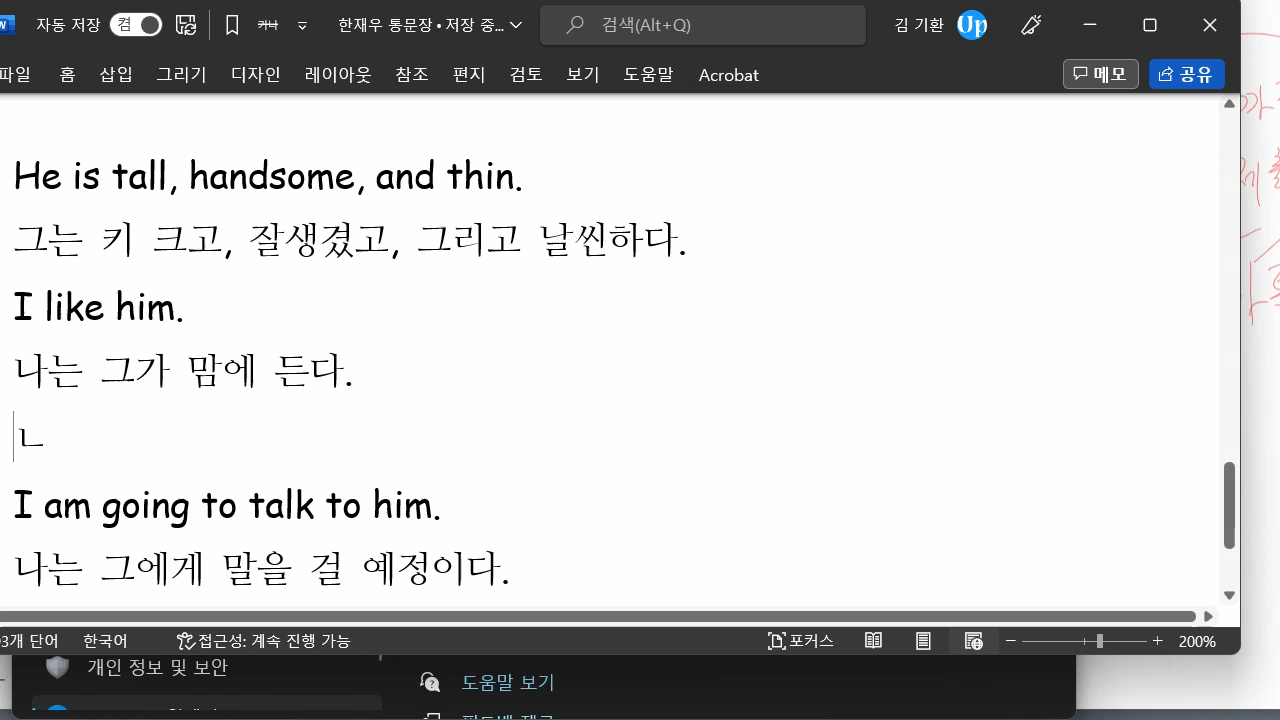 자동 저장 켬 가나 한재우 통문장 • 저장 중... 검색(Alt+Q) 김 기환 Up
파일 홈 삽입 그리기 디자인 레이아웃 참조 편지 검토 보기 도움말 Acrobat 메모 공유
He is tall, handsome, and thin.
그는 키 크고, 잘생겼고, 그리고 날씬하다.
I like him.
나는 그가 맘에 든다.
ㄴ
I am going to talk to him.
나는 그에게 말을 걸 예정이다.
93개 단어 한국어 접근성: 계속 진행 가능 포커스 200%
개인 정보 및 보안
도움말 보기